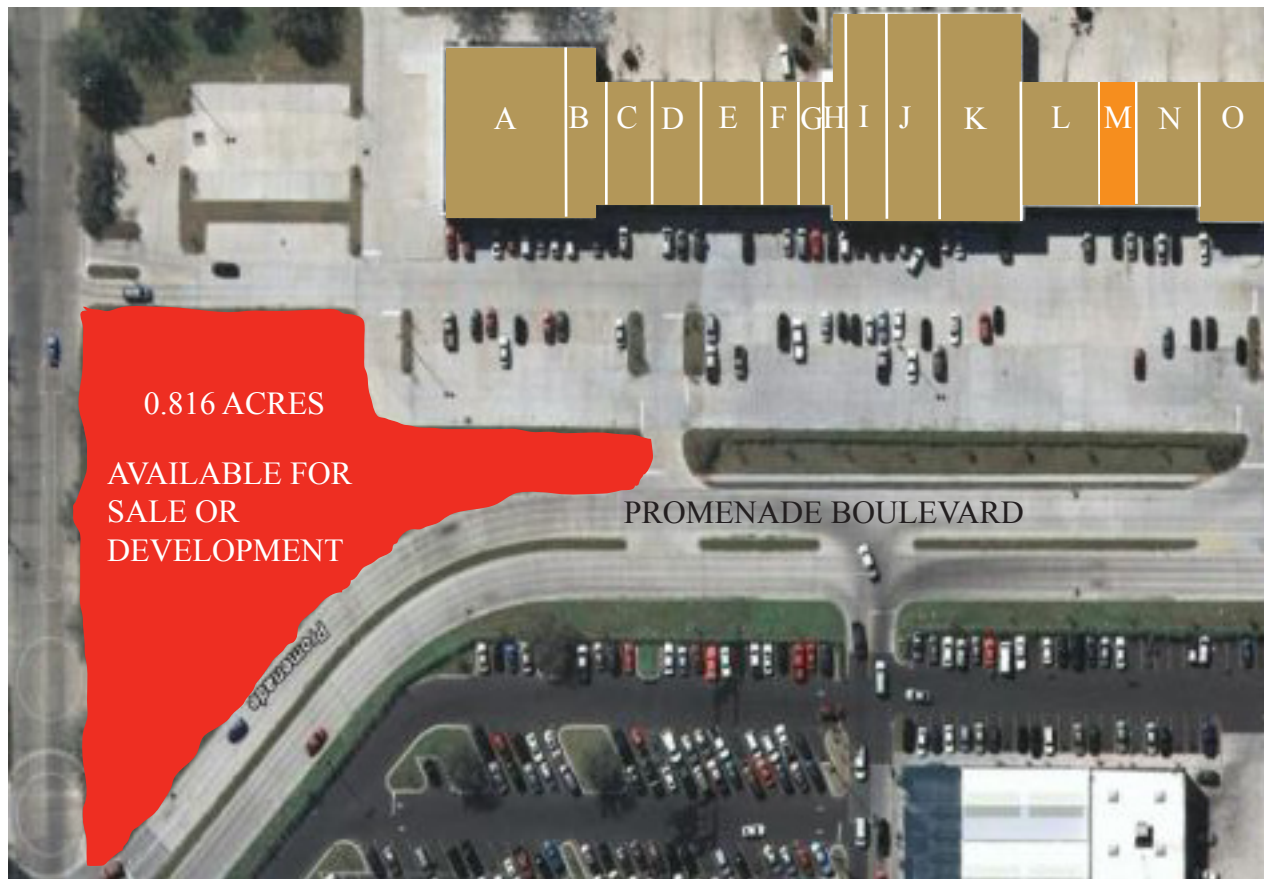 A B C D E F G H I J K L M N O
0.816 ACRES
AVAILABLE FOR
SALE OR
DEVELOPMENT
PROMENADE BOULEVARD
Promenade